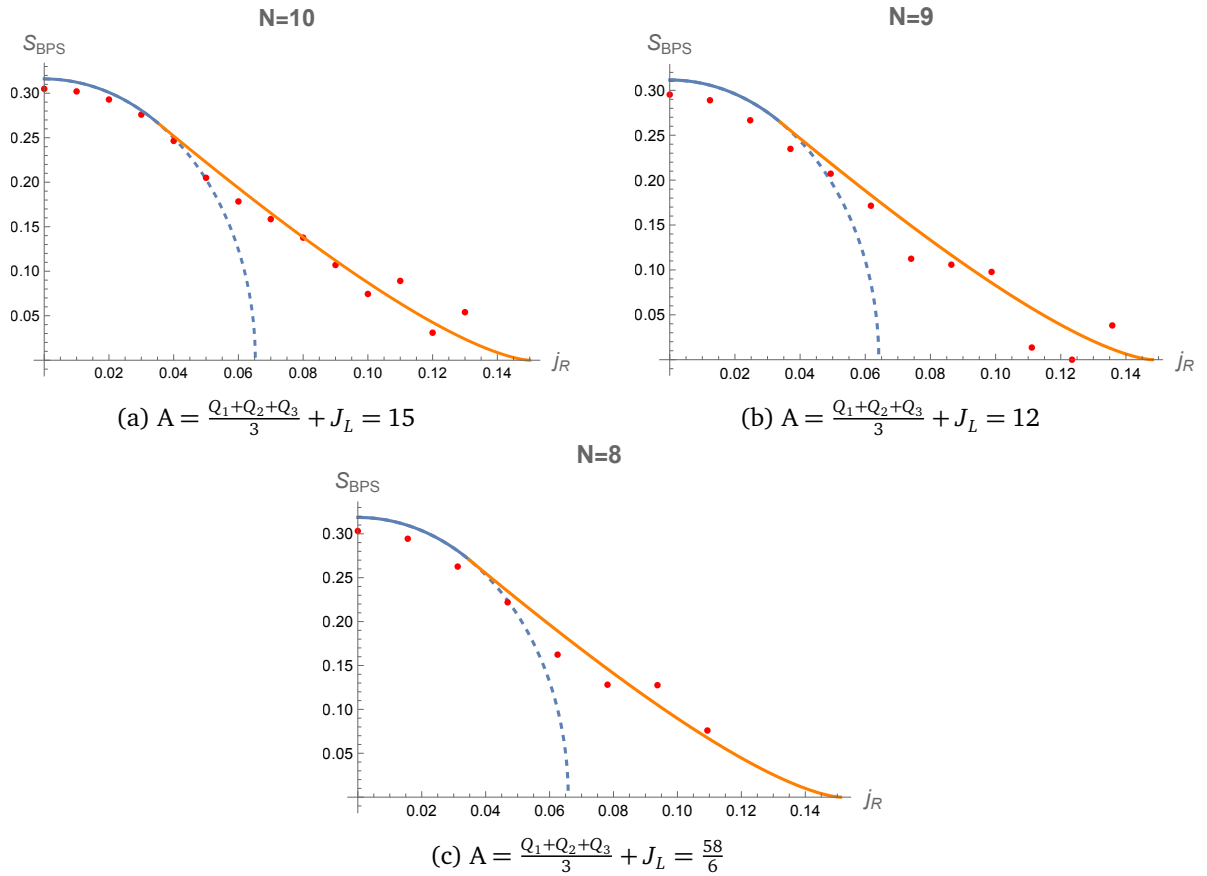 N=10
S_BPS
0.30
0.25
0.20
0.15
0.10
0.05
0.02 0.04 0.06 0.08 0.10 0.12 0.14
j_R
(a) A = \frac{Q_1+Q_2+Q_3}{3} + J_L = 15
N=9
S_BPS
0.30
0.25
0.20
0.15
0.10
0.05
0.02 0.04 0.06 0.08 0.10 0.12 0.14
j_R
(b) A = \frac{Q_1+Q_2+Q_3}{3} + J_L = 12
N=8
S_BPS
0.30
0.25
0.20
0.15
0.10
0.05
0.02 0.04 0.06 0.08 0.10 0.12 0.14
j_R
(c) A = \frac{Q_1+Q_2+Q_3}{3} + J_L = \frac{58}{6}